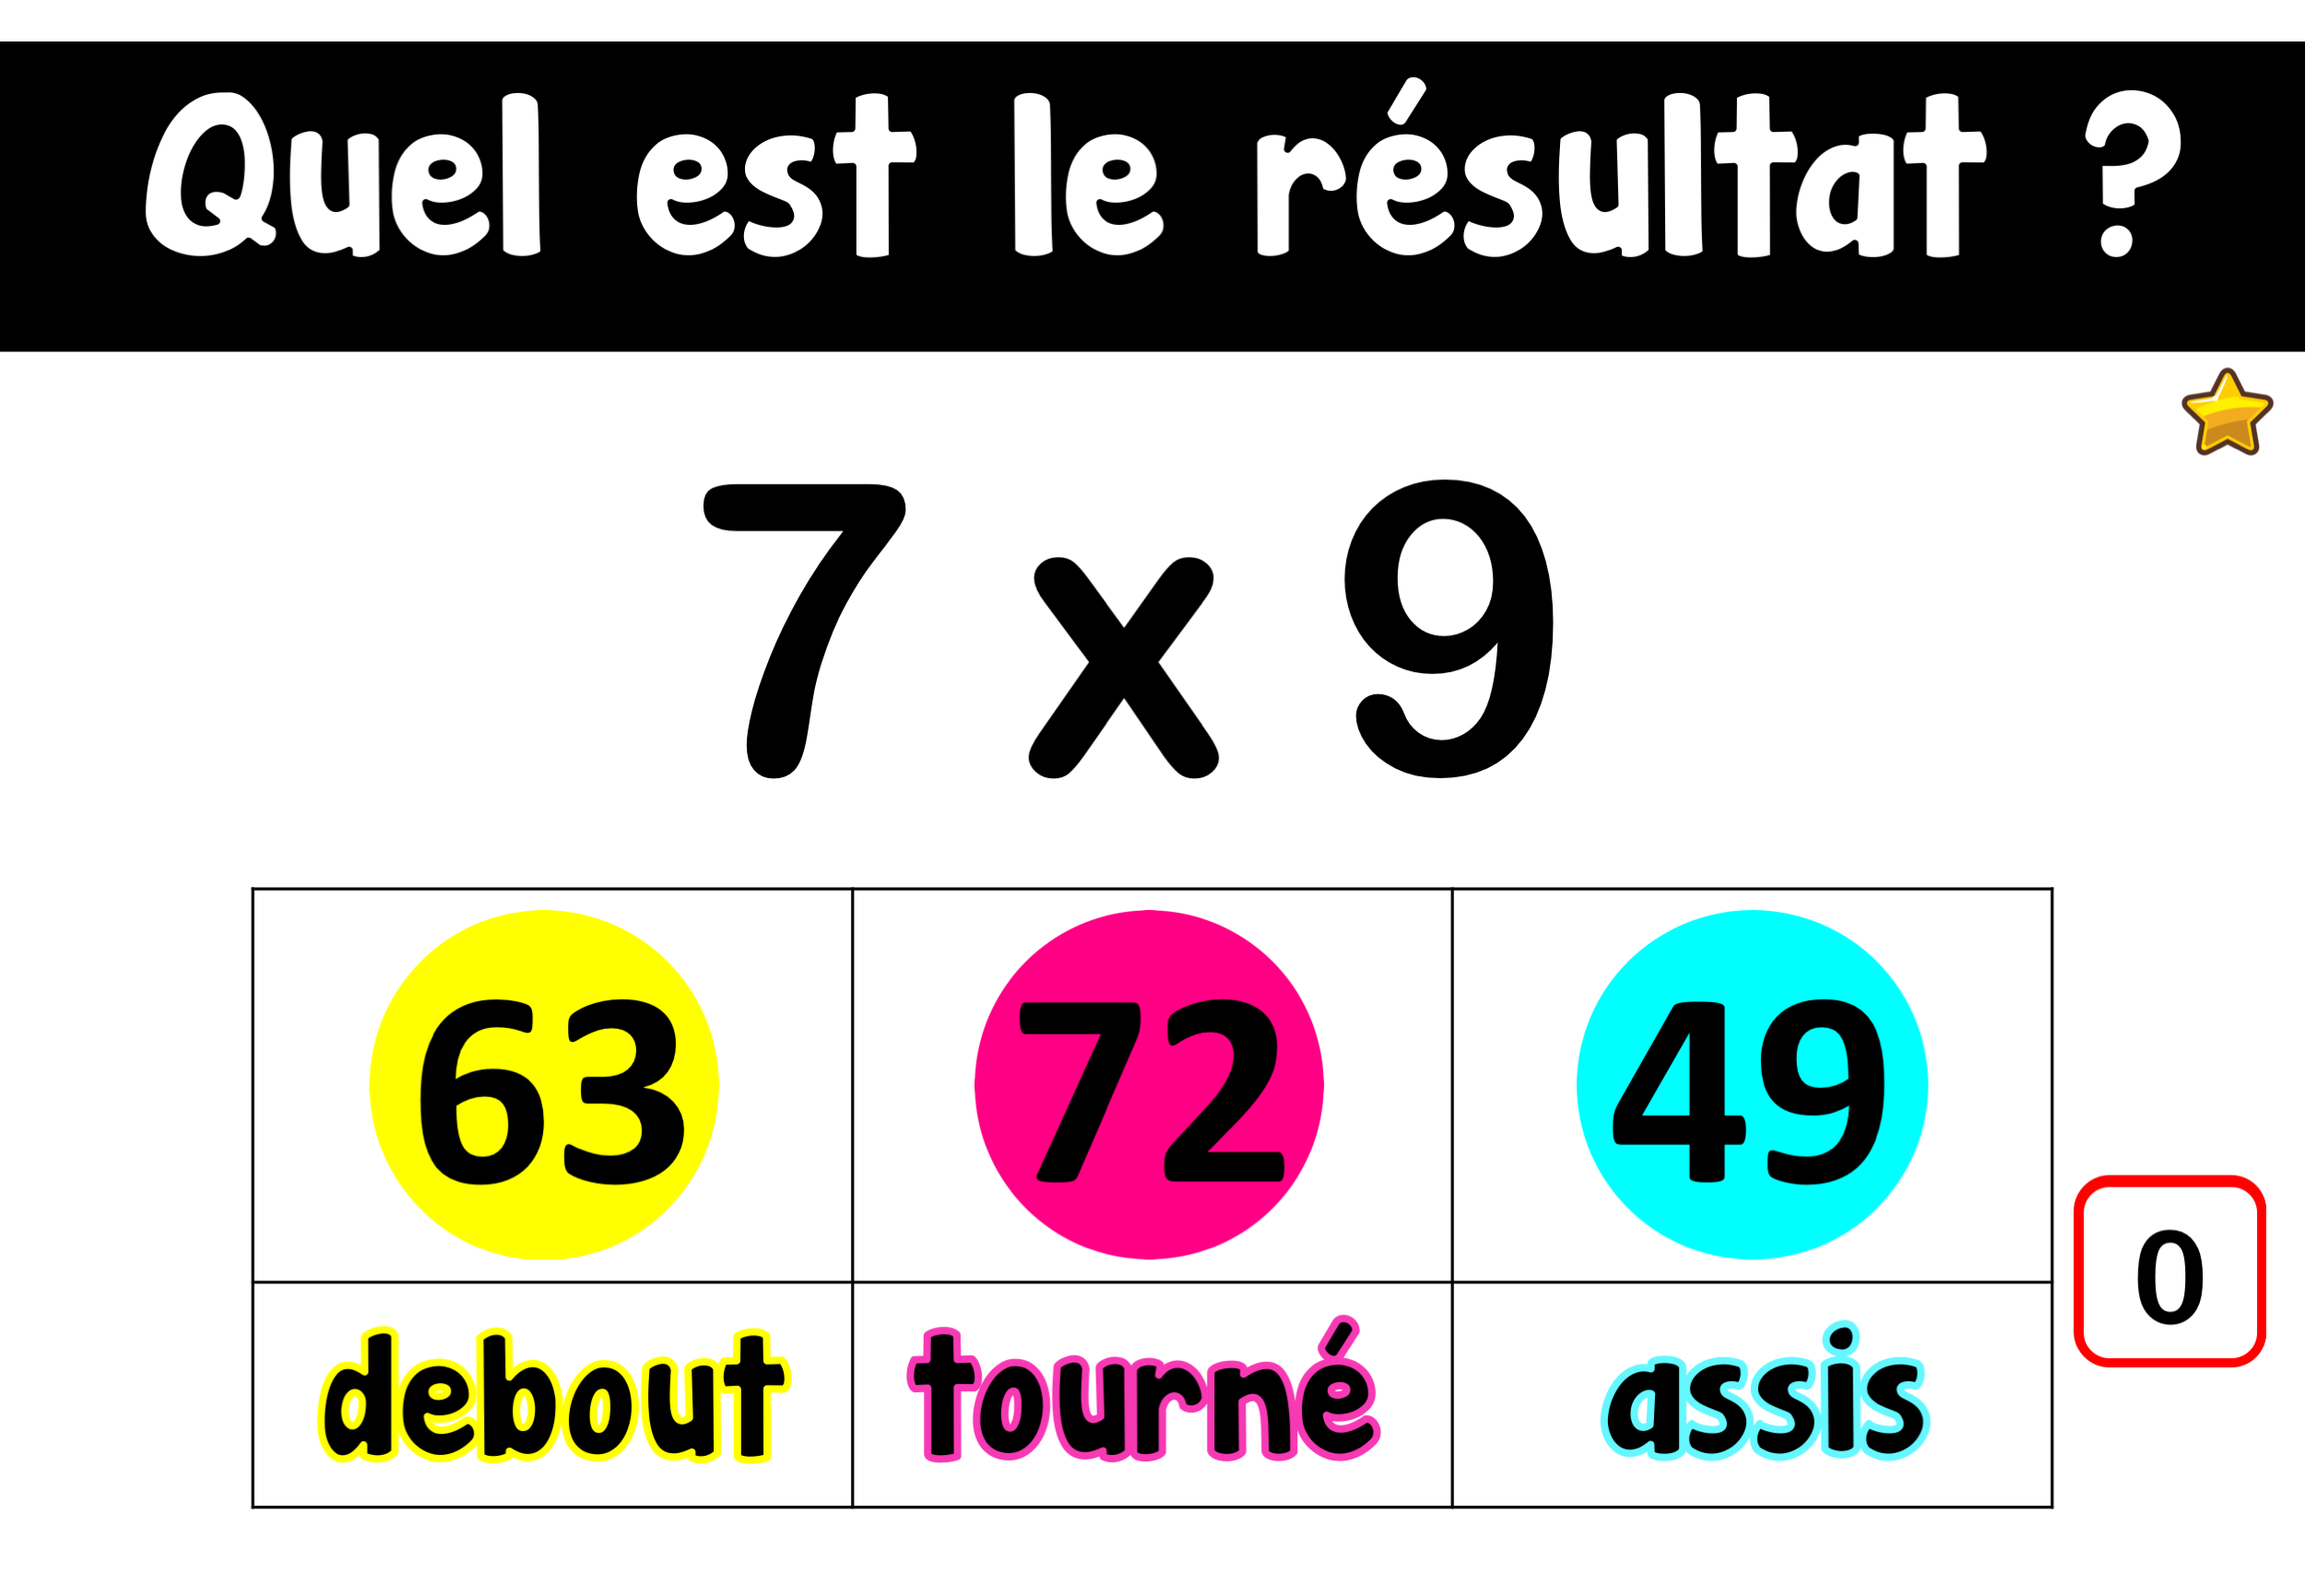 Quel est le résultat ?
7 x 9
63 72 49
0
debout tourné assis